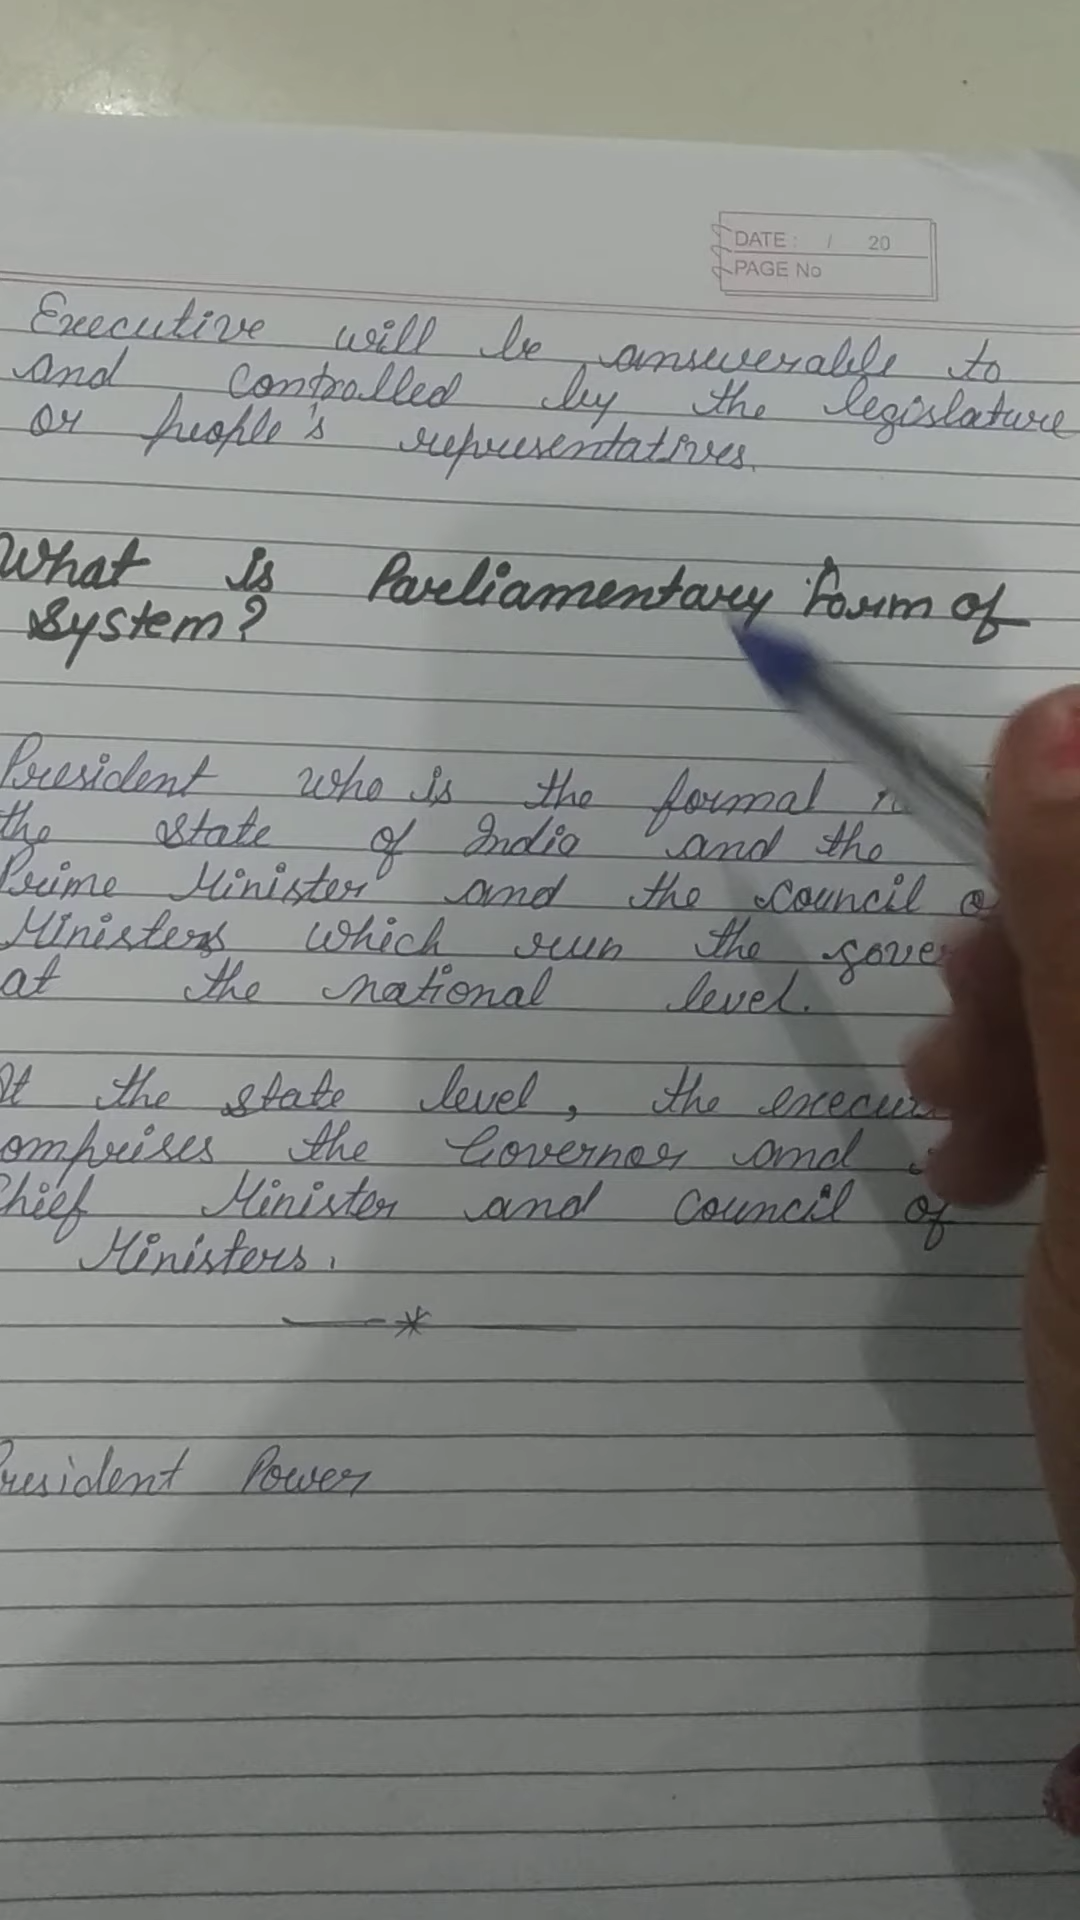 DATE: / 20
PAGE No
Executive will be answerable to
and controlled by the legislature
or people's representatives.
What is Parliamentary Form of
System?
President who is the formal
the state of India and the
Prime Minister and the council
Ministers which run the
at the national level.
the state level, the
the Governor and
Minister and council of
Ministers.
Power